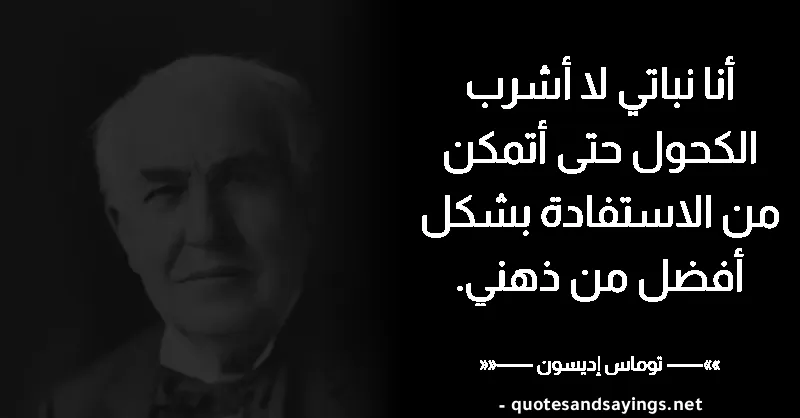 أنا نباتي لا أشرب
الكحول حتى أتمكن
من الاستفادة بشكل
أفضل من ذهني.
»»—— توماس إديسون ——««
- quotesandsayings.net